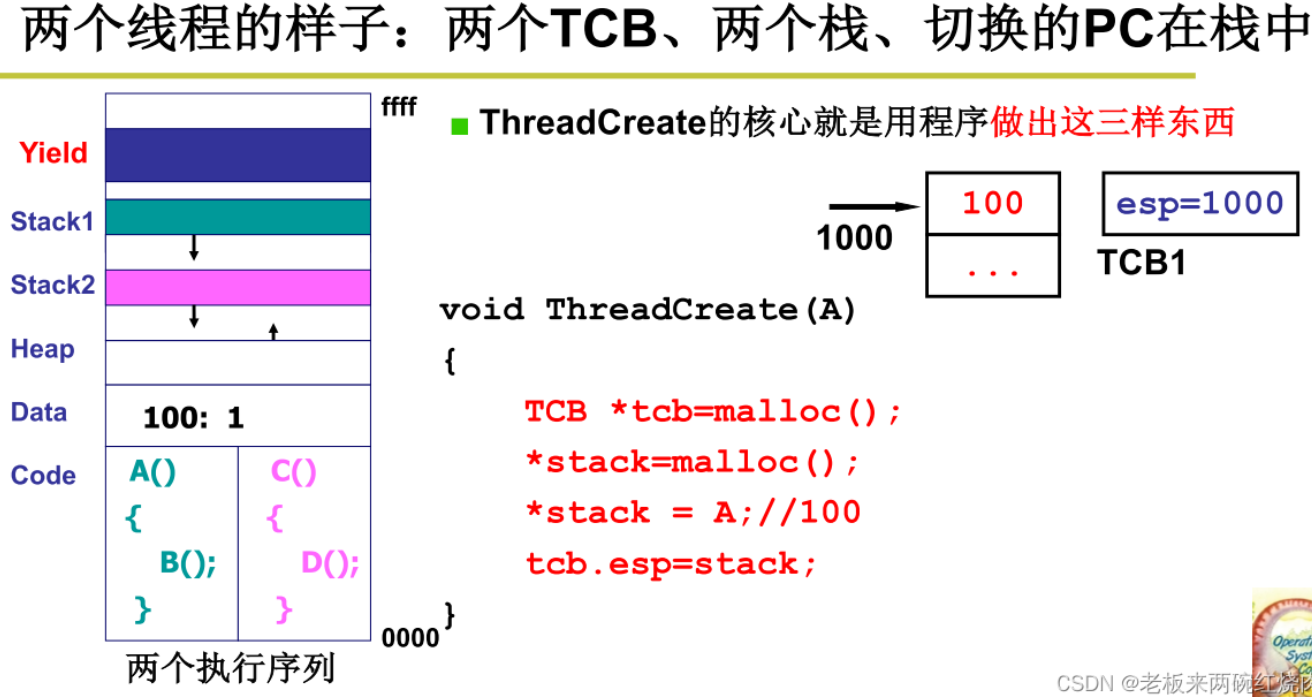 两个线程的样子：两个TCB、两个栈、切换的PC在栈中
ffff
Yield
Stack1
Stack2
Heap
Data
100: 1
Code
A()
{
B();
}
C()
{
D();
}
0000
两个执行序列
■ ThreadCreate的核心就是用程序做出这三样东西
1000
100
...
esp=1000
TCB1
void ThreadCreate(A)
{
TCB *tcb=malloc();
*stack=malloc();
*stack = A;//100
tcb.esp=stack;
}
CSDN @老板来两碗红烧